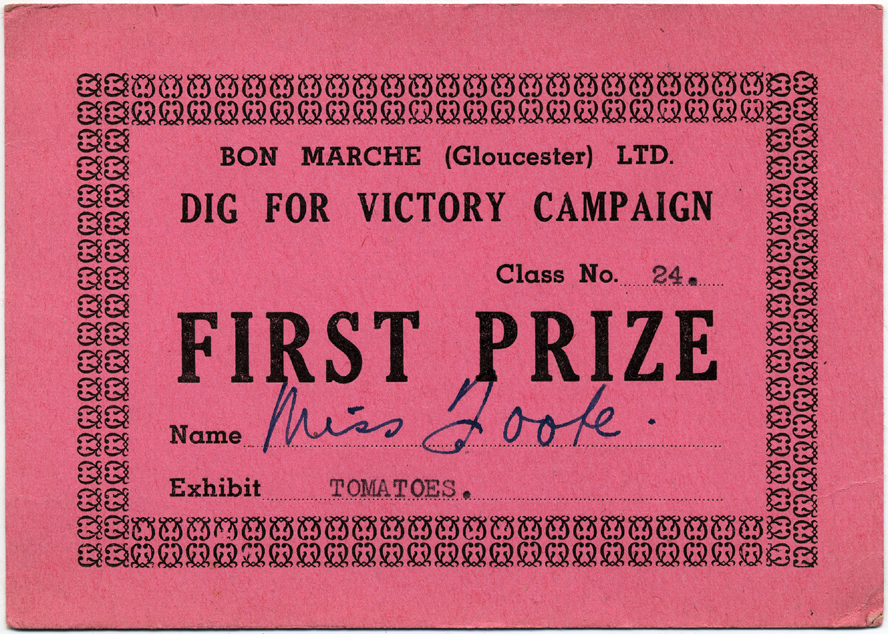 BON MARCHE (Gloucester) LTD.
DIG FOR VICTORY CAMPAIGN
Class No. 24.
FIRST PRIZE
Name Miss Foote.
Exhibit TOMATOES.